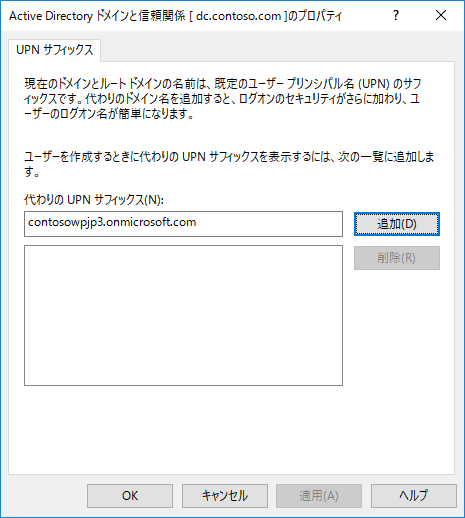 Active Directory ドメインと信頼関係 [ dc.contoso.com ]のプロパティ
?
UPN サフィックス
現在のドメインとルート ドメインの名前は、既定のユーザー プリンシパル名 (UPN) のサフ
ィックスです。代わりのドメイン名を追加すると、ログオンのセキュリティがさらに加わり、ユ
ーザーのログオン名が簡単になります。
ユーザーを作成するときに代わりの UPN サフィックスを表示するには、次の一覧に追加しま
す。
代わりの UPN サフィックス(N):
contosowpjp3.onmicrosoft.com
追加(D)
削除(R)
OK
キャンセル
適用(A)
ヘルプ